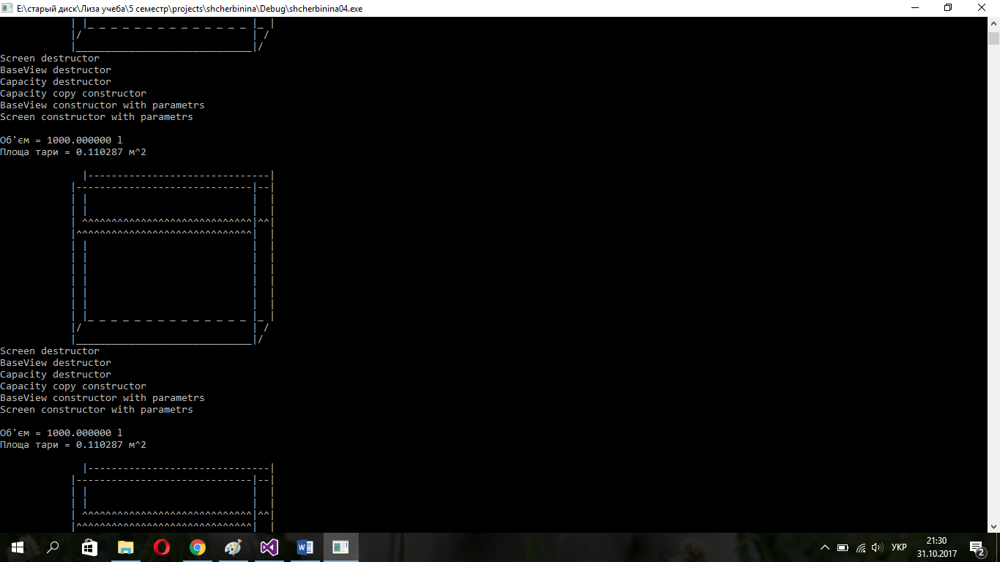 E:\старый диск\Лиза учеба\5 семестр\projects\shcherbinina\Debug\shcherbinina04.exe
            | |_ _ _ _ _ _ _ _ _ _ _ _ _ _ |_ |
            |/                             | /
            |______________________________|/
Screen destructor
BaseView destructor
Capacity destructor
Capacity copy constructor
BaseView constructor with parametrs
Screen constructor with parametrs
Об'єм = 1000.000000 l
Площа тари = 0.110287 м^2
              |-------------------------------|
            |------------------------------|--|
            | |                            |  |
            | |                            |  |
            | ^^^^^^^^^^^^^^^^^^^^^^^^^^^^^|^^|
            |^^^^^^^^^^^^^^^^^^^^^^^^^^^^^^|  |
            | |                            |  |
            | |                            |  |
            | |                            |  |
            | |                            |  |
            | |                            |  |
            | |                            |  |
            | |_ _ _ _ _ _ _ _ _ _ _ _ _ _ |_ |
            |/                             | /
            |______________________________|/
Screen destructor
BaseView destructor
Capacity destructor
Capacity copy constructor
BaseView constructor with parametrs
Screen constructor with parametrs
Об'єм = 1000.000000 l
Площа тари = 0.110287 м^2
              |-------------------------------|
            |------------------------------|--|
            | |                            |  |
            | |                            |  |
            | ^^^^^^^^^^^^^^^^^^^^^^^^^^^^^|^^|
            |^^^^^^^^^^^^^^^^^^^^^^^^^^^^^^|  |
УКР
21:30
31.10.2017
2